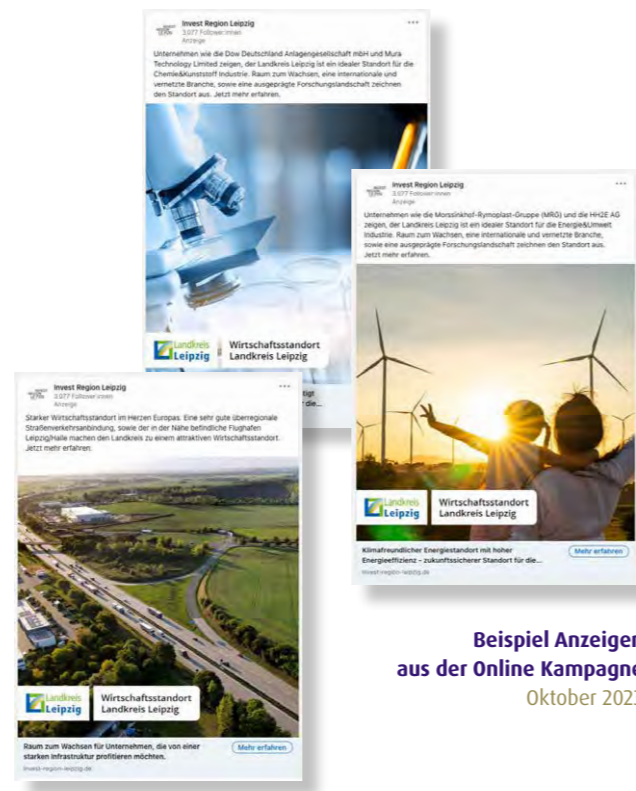 Invest Region Leipzig
3.077 Follower:innen
Anzeige
Unternehmen wie die Dow Deutschland Anlagengesellschaft mbH und Mura
Technology Limited zeigen, der Landkreis Leipzig ist ein idealer Standort für die
Chemie&Kunststoff Industrie. Raum zum Wachsen, eine internationale und
vernetzte Branche, sowie eine ausgeprägte Forschungslandschaft zeichnen
den Standort aus. Jetzt mehr erfahren.
Landkreis
Leipzig
Wirtschaftsstandort
Landkreis Leipzig
die...
Invest Region Leipzig
3.077 Follower:innen
Anzeige
Unternehmen wie die Morssinkhof-Rymoplast-Gruppe (MRG) und die HH2E AG
zeigen, der Landkreis Leipzig ist ein idealer Standort für die Energie&Umwelt
Industrie. Raum zum Wachsen, eine internationale und vernetzte Branche,
sowie eine ausgeprägte Forschungslandschaft zeichnen den Standort aus.
Jetzt mehr erfahren.
Landkreis
Leipzig
Wirtschaftsstandort
Landkreis Leipzig
Klimafreundlicher Energiestandort mit hoher
Energieeffizienz – zukunftssicherer Standort für die...
Mehr erfahren
invest-region-leipzig.de
Invest Region Leipzig
3.077 Follower:innen
Anzeige
Starker Wirtschaftsstandort im Herzen Europas. Eine sehr gute überregionale
Straßenverkehrsanbindung, sowie der in der Nähe befindliche Flughafen
Leipzig/Halle machen den Landkreis zu einem attraktiven Wirtschaftsstandort.
Jetzt mehr erfahren.
Landkreis
Leipzig
Wirtschaftsstandort
Landkreis Leipzig
Raum zum Wachsen für Unternehmen, die von einer
starken Infrastruktur profitieren möchten.
Mehr erfahren
invest-region-leipzig.de
Beispiel Anzeigen
aus der Online Kampagne
Oktober 2023